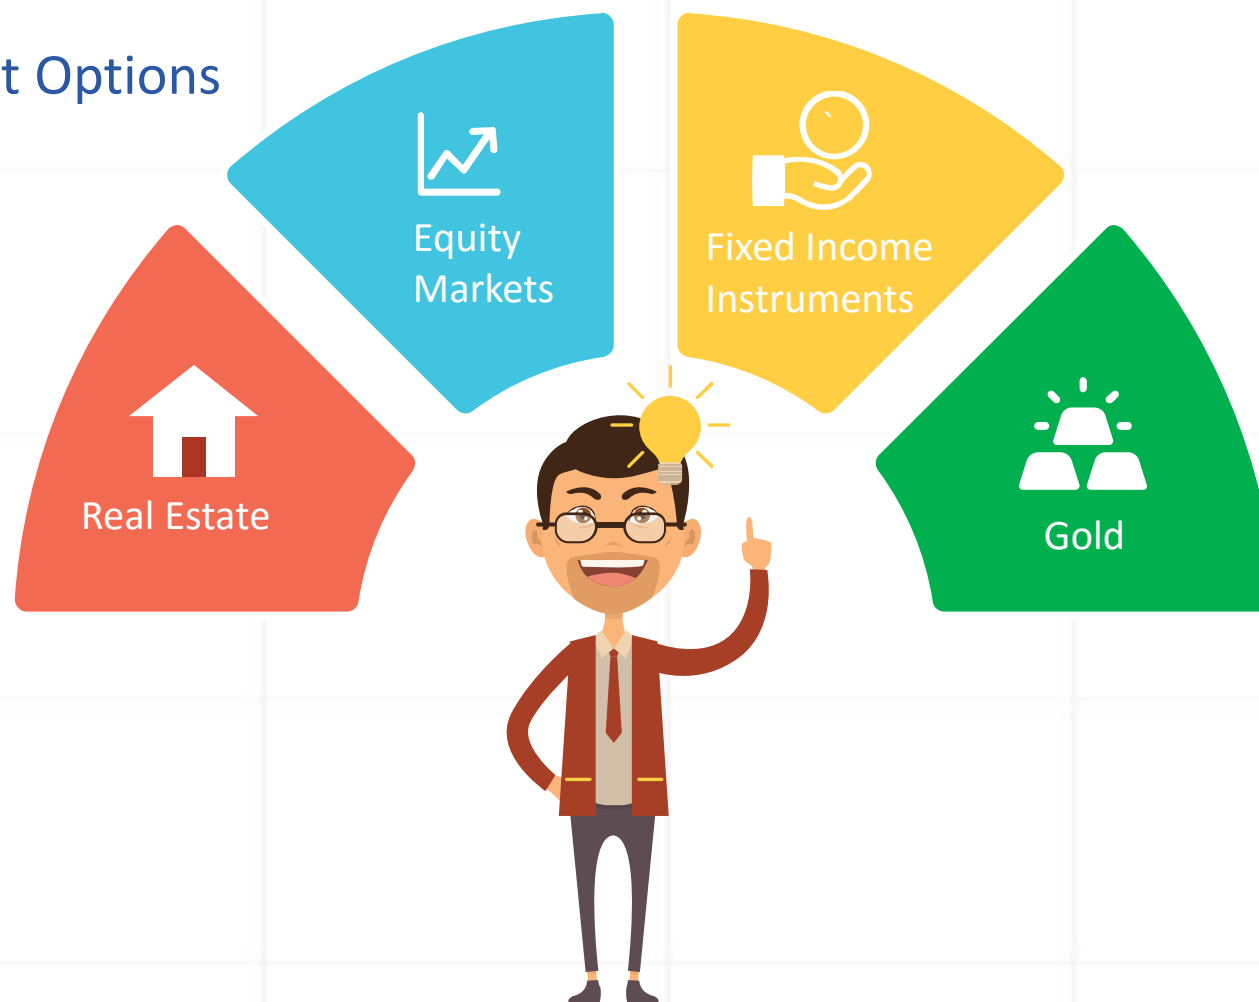 t Options
Equity
Markets
Fixed Income
Instruments
Real Estate
Gold